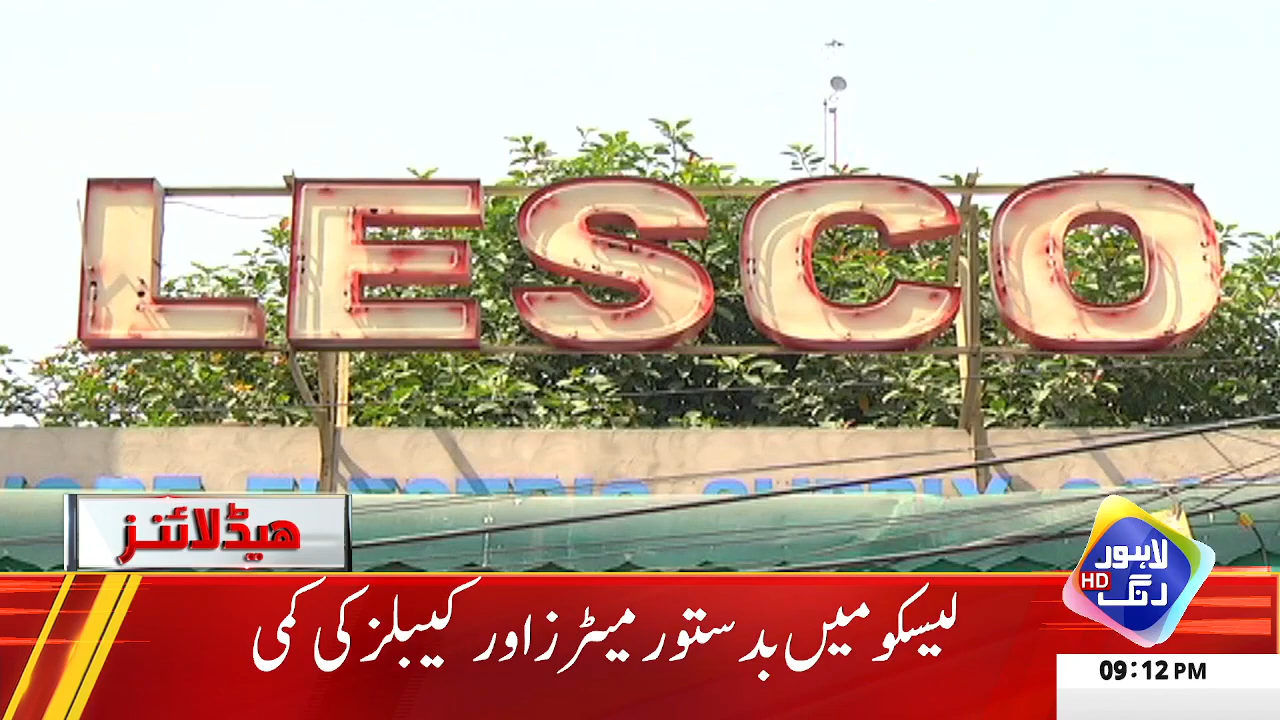 LESCO
ہیڈلائنز
لاہور
HD
رنگ
لیسکو میں بدستور میٹرز اور کیبلز کی کمی
09:12 PM